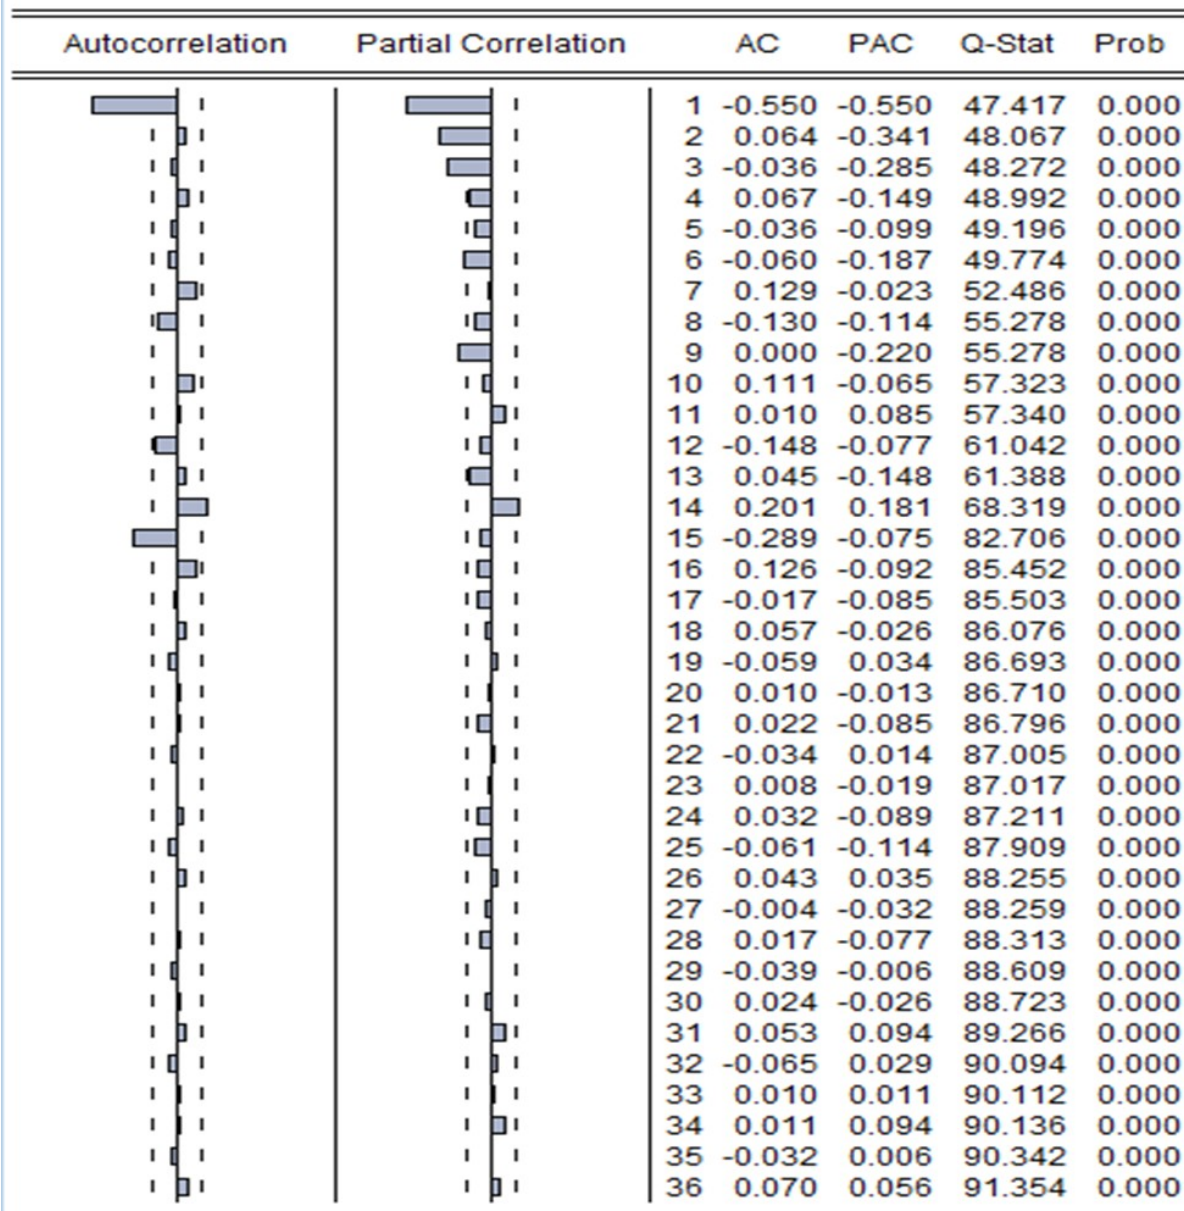 Autocorrelation Partial Correlation AC PAC Q-Stat Prob
1 -0.550 -0.550 47.417 0.000
2 0.064 -0.341 48.067 0.000
3 -0.036 -0.285 48.272 0.000
4 0.067 -0.149 48.992 0.000
5 -0.036 -0.099 49.196 0.000
6 -0.060 -0.187 49.774 0.000
7 0.129 -0.023 52.486 0.000
8 -0.130 -0.114 55.278 0.000
9 0.000 -0.220 55.278 0.000
10 0.111 -0.065 57.323 0.000
11 0.010 0.085 57.340 0.000
12 -0.148 -0.077 61.042 0.000
13 0.045 -0.148 61.388 0.000
14 0.201 0.181 68.319 0.000
15 -0.289 -0.075 82.706 0.000
16 0.126 -0.092 85.452 0.000
17 -0.017 -0.085 85.503 0.000
18 0.057 -0.026 86.076 0.000
19 -0.059 0.034 86.693 0.000
20 0.010 -0.013 86.710 0.000
21 0.022 -0.085 86.796 0.000
22 -0.034 0.014 87.005 0.000
23 0.008 -0.019 87.017 0.000
24 0.032 -0.089 87.211 0.000
25 -0.061 -0.114 87.909 0.000
26 0.043 0.035 88.255 0.000
27 -0.004 -0.032 88.259 0.000
28 0.017 -0.077 88.313 0.000
29 -0.039 -0.006 88.609 0.000
30 0.024 -0.026 88.723 0.000
31 0.053 0.094 89.266 0.000
32 -0.065 0.029 90.094 0.000
33 0.010 0.011 90.112 0.000
34 0.011 0.094 90.136 0.000
35 -0.032 0.006 90.342 0.000
36 0.070 0.056 91.354 0.000